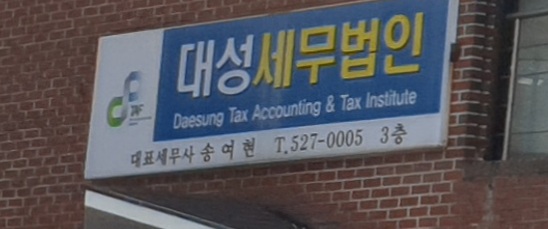 대성세무법인
Daesung Tax Accounting & Tax Institute
TAF
대표세무사 송여현 T.527-0005 3층